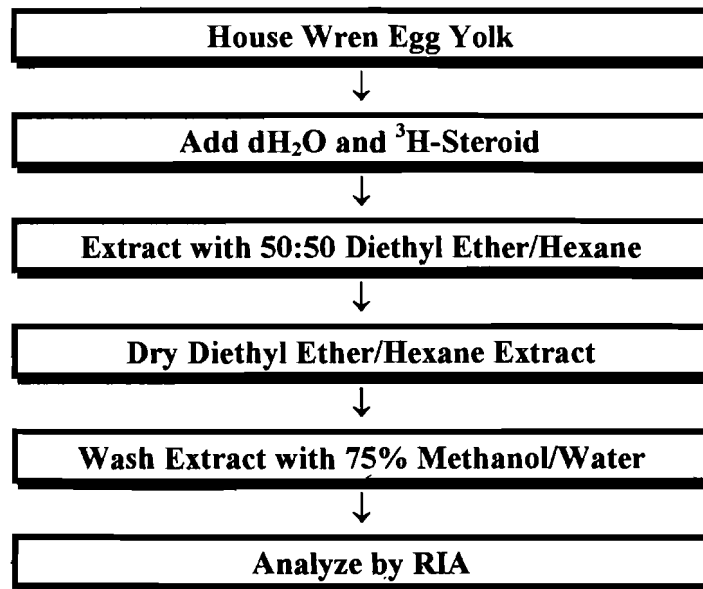 House Wren Egg Yolk
↓
Add dH₂O and ³H-Steroid
↓
Extract with 50:50 Diethyl Ether/Hexane
↓
Dry Diethyl Ether/Hexane Extract
↓
Wash Extract with 75% Methanol/Water
↓
Analyze by RIA